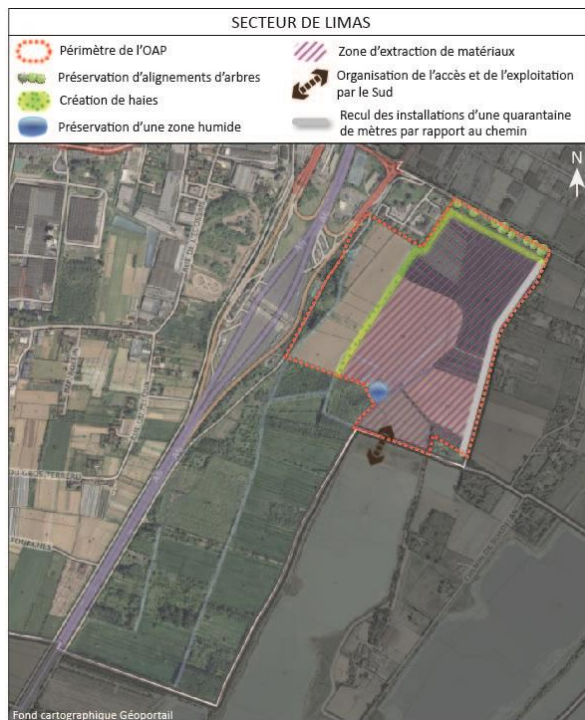 SECTEUR DE LIMAS
Périmètre de l'OAP
Préservation d'alignements d'arbres
Création de haies
Préservation d'une zone humide
Zone d'extraction de matériaux
Organisation de l'accès et de l'exploitation
par le Sud
Recul des installations d'une quarantaine
de mètres par rapport au chemin
N
Fond cartographique Géoportail